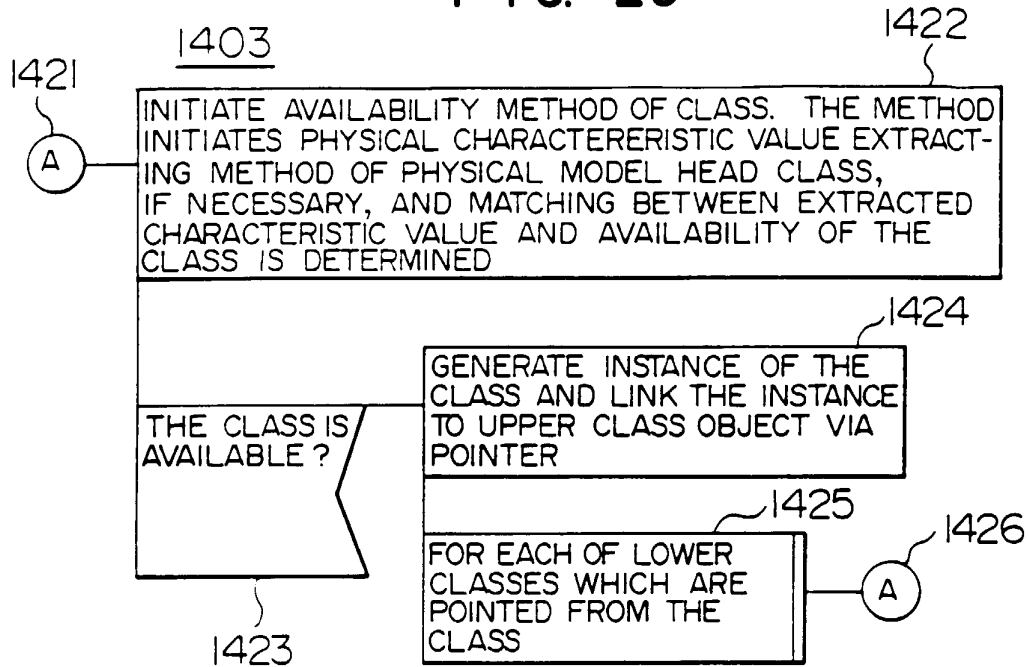 1403
1421
1422
A
INITIATE AVAILABILITY METHOD OF CLASS. THE METHOD
INITIATES PHYSICAL CHARACTERERISTIC VALUE EXTRACT-
ING METHOD OF PHYSICAL MODEL HEAD CLASS,
IF NECESSARY, AND MATCHING BETWEEN EXTRACTED
CHARACTERISTIC VALUE AND AVAILABILITY OF THE
CLASS IS DETERMINED
1424
GENERATE INSTANCE OF THE
CLASS AND LINK THE INSTANCE
TO UPPER CLASS OBJECT VIA
POINTER
THE CLASS IS
AVAILABLE?
1423
1425
FOR EACH OF LOWER
CLASSES WHICH ARE
POINTED FROM THE
CLASS
1426
A